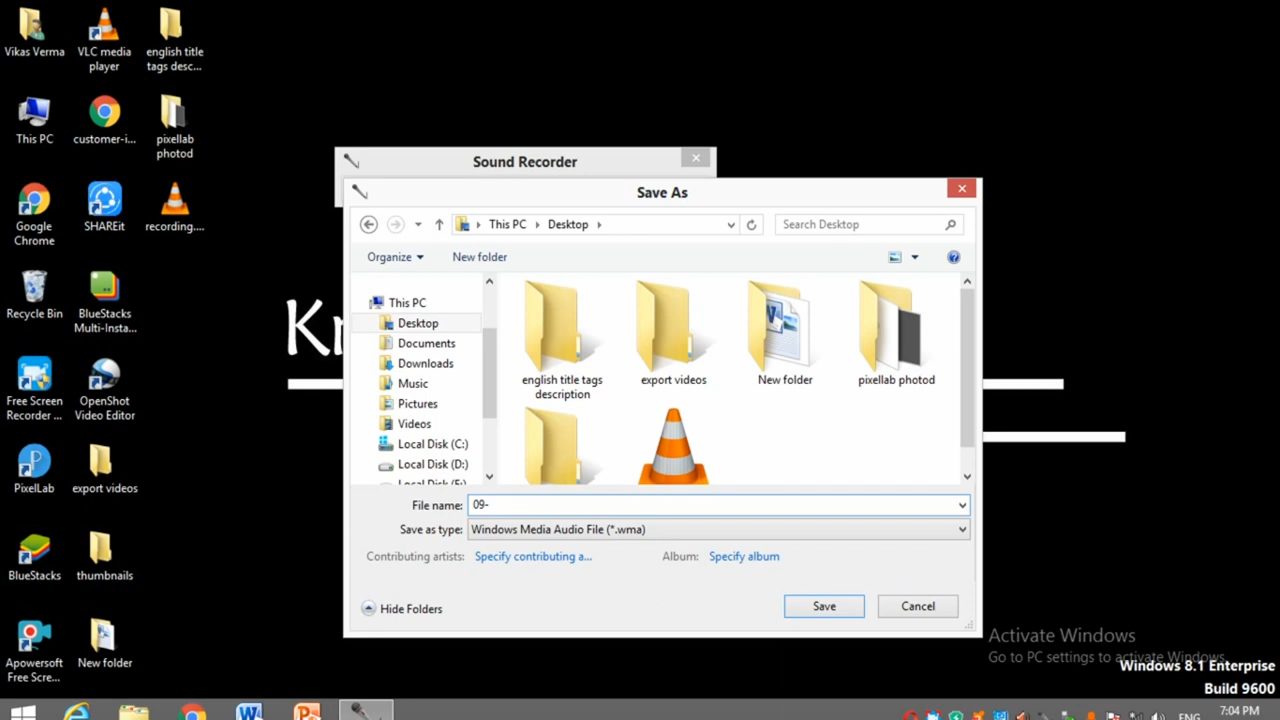 Vikas Verma
VLC media
player
english title
tags desc...
This PC
customer-i...
pixellab
photod
Google
Chrome
SHAREit
recording....
Recycle Bin
BlueStacks
Multi-Insta...
Free Screen
Recorder ...
OpenShot
Video Editor
PixelLab
export videos
BlueStacks
thumbnails
Apowersoft
Free Scre...
New folder
Sound Recorder
Save As
This PC
Desktop
Search Desktop
Organize
New folder
This PC
Desktop
Documents
Downloads
Music
Pictures
Videos
Local Disk (C:)
Local Disk (D:)
Local Disk (E:)
english title tags
description
export videos
New folder
pixellab photod
File name: 09-
Save as type: Windows Media Audio File (*.wma)
Contributing artists: Specify contributing a...
Album: Specify album
Hide Folders
Save
Cancel
Activate Windows
Go to PC settings to activate Windows.
Windows 8.1 Enterprise
Build 9600
ENG
7:04 PM